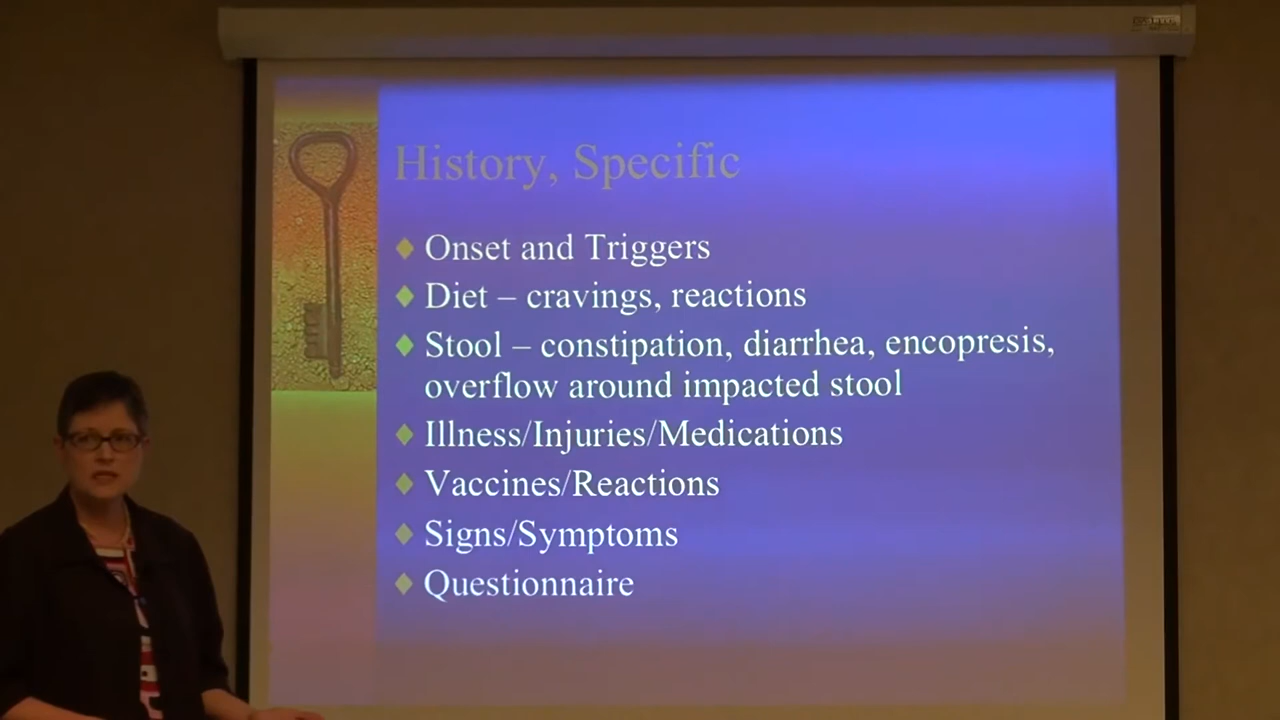 History, Specific
Onset and Triggers
Diet – cravings, reactions
Stool – constipation, diarrhea, encopresis,
overflow around impacted stool
Illness/Injuries/Medications
Vaccines/Reactions
Signs/Symptoms
Questionnaire